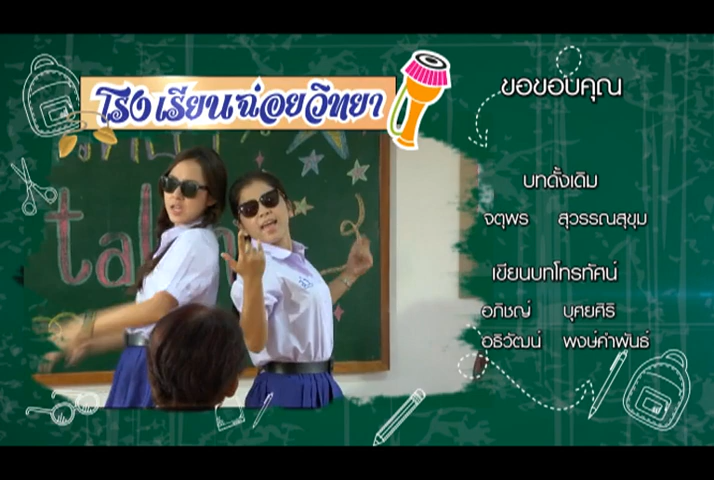 โรงเรียนฉ่อยวิทยา
ขอขอบคุณ
บทดั้งเดิม
จตุพร สุวรรณสุขุม
เขียนบทโทรทัศน์
อภิชญ์ บุศยศิริ
อธิวัฒน์ พงษ์คำพันธ์